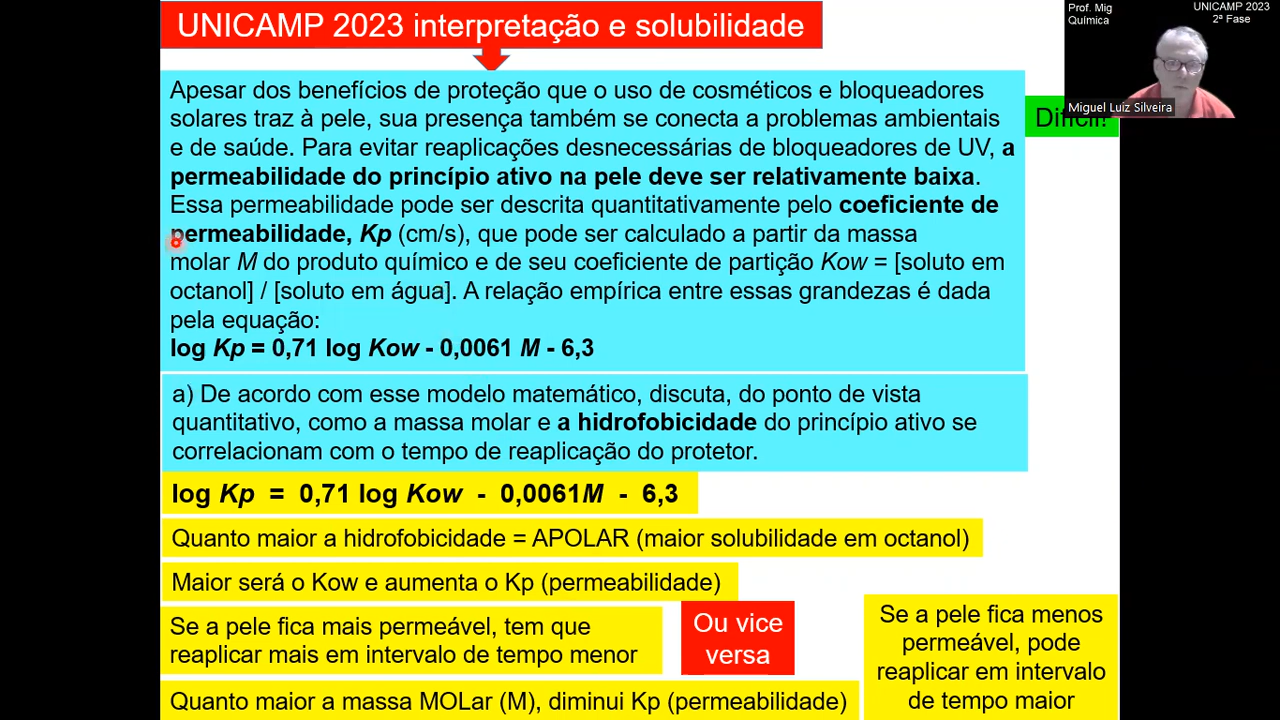 UNICAMP 2023 interpretação e solubilidade
Prof. Mig
Química
UNICAMP 2023
2ª Fase
Miguel Luiz Silveira
Difícil!
Apesar dos benefícios de proteção que o uso de cosméticos e bloqueadores
solares traz à pele, sua presença também se conecta a problemas ambientais
e de saúde. Para evitar reaplicações desnecessárias de bloqueadores de UV, a
permeabilidade do princípio ativo na pele deve ser relativamente baixa.
Essa permeabilidade pode ser descrita quantitativamente pelo coeficiente de
permeabilidade, Kp (cm/s), que pode ser calculado a partir da massa
molar M do produto químico e de seu coeficiente de partição Kow = [soluto em
octanol] / [soluto em água]. A relação empírica entre essas grandezas é dada
pela equação:
log Kp = 0,71 log Kow - 0,0061 M - 6,3
a) De acordo com esse modelo matemático, discuta, do ponto de vista
quantitativo, como a massa molar e a hidrofobicidade do princípio ativo se
correlacionam com o tempo de reaplicação do protetor.
log Kp = 0,71 log Kow - 0,0061M - 6,3
Quanto maior a hidrofobicidade = APOLAR (maior solubilidade em octanol)
Maior será o Kow e aumenta o Kp (permeabilidade)
Se a pele fica mais permeável, tem que
reaplicar mais em intervalo de tempo menor
Ou vice
versa
Se a pele fica menos
permeável, pode
reaplicar em intervalo
de tempo maior
Quanto maior a massa MOLar (M), diminui Kp (permeabilidade)